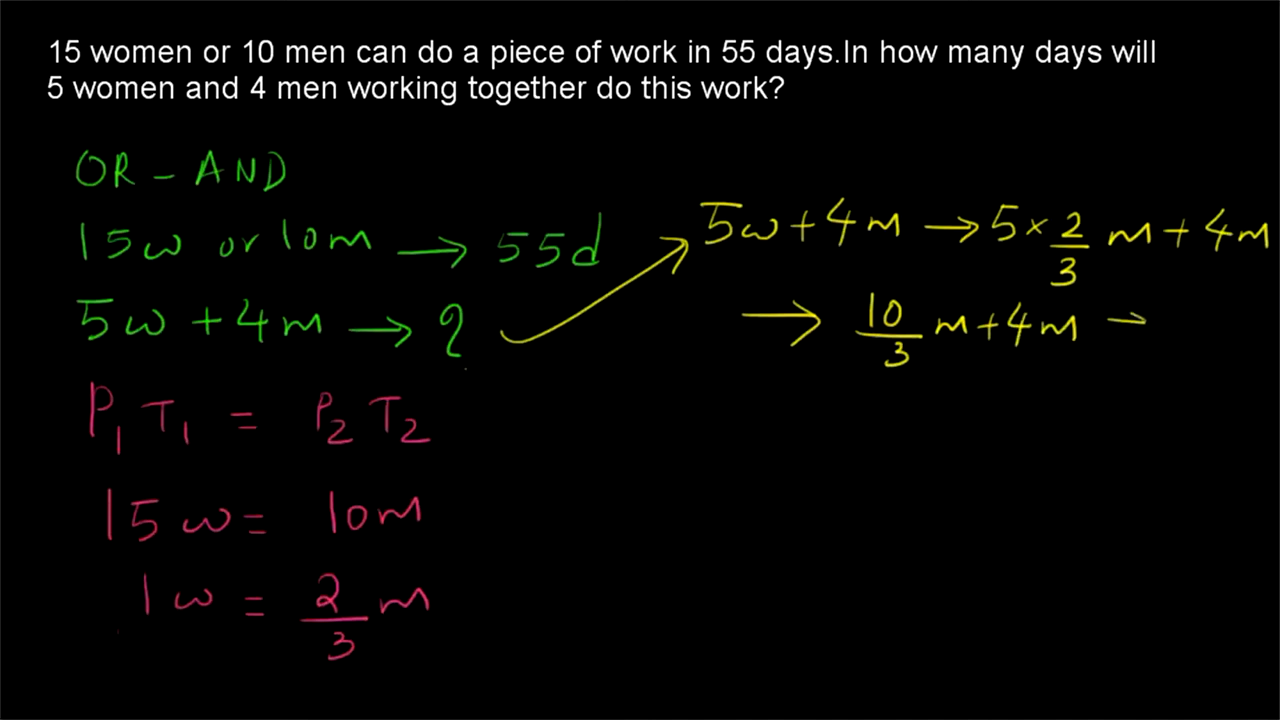 15 women or 10 men can do a piece of work in 55 days.In how many days will
5 women and 4 men working together do this work?
OR - AND
15w or 10m → 55d
5w + 4m → ?
P₁ T₁ = P₂ T₂
15w = 10m
1w = 2/3 m
5w + 4m → 5 × 2/3 m + 4m
→ 10/3 m + 4m →